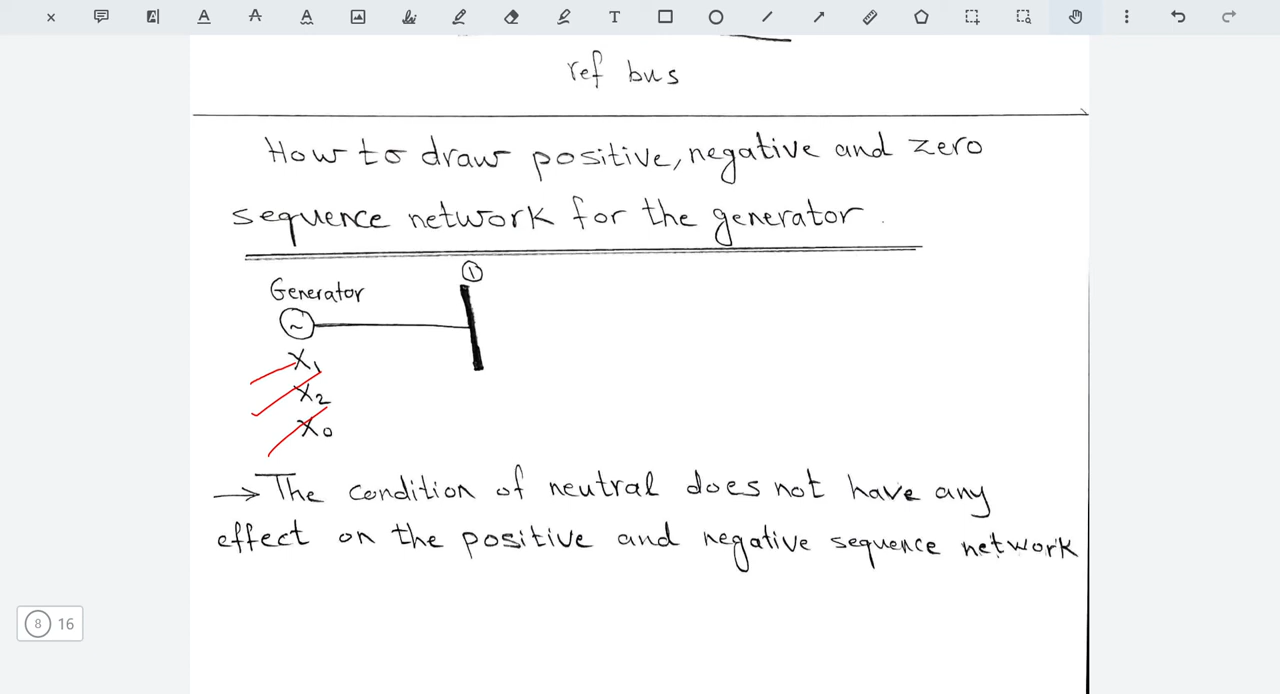 T
ref bus
How to draw positive, negative and zero
sequence network for the generator.
①
Generator
~
X1
X2
X0
→ The condition of neutral does not have any
effect on the positive and negative sequence network
8 16